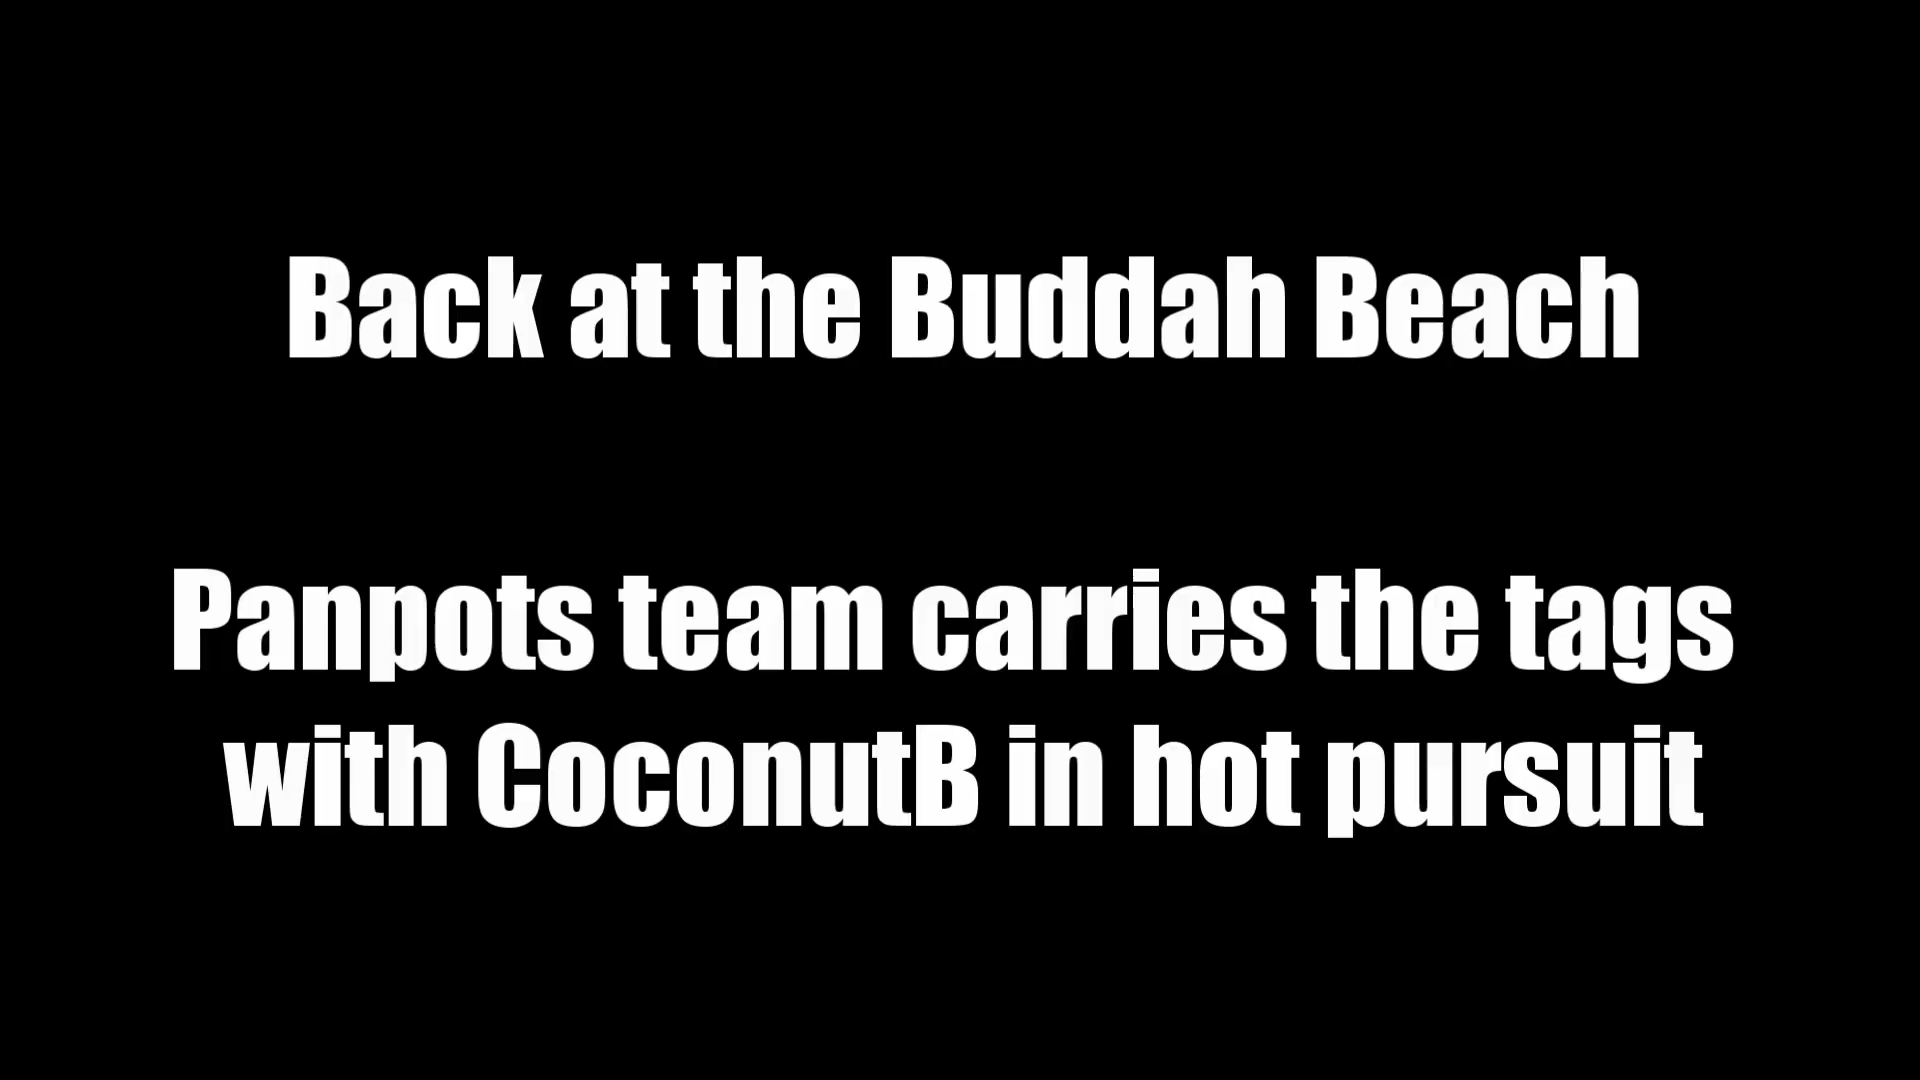 Back at the Buddah Beach
Panpots team carries the tags
with CoconutB in hot pursuit